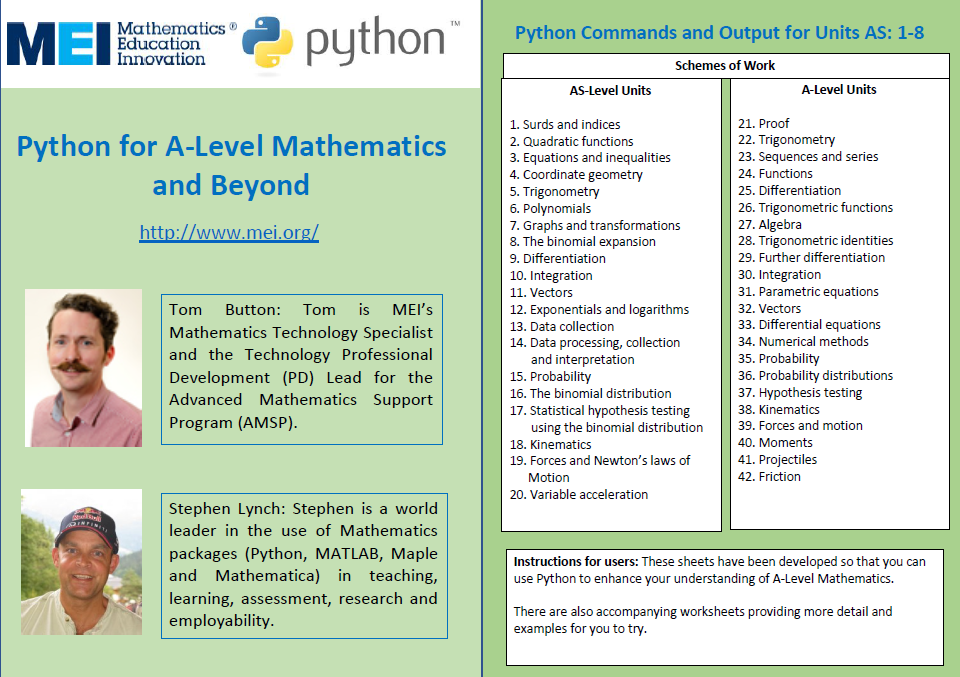 MEI Mathematics®
Education
Innovation
python™
Python for A-Level Mathematics
and Beyond
http://www.mei.org/
Tom Button: Tom is MEI’s
Mathematics Technology Specialist
and the Technology Professional
Development (PD) Lead for the
Advanced Mathematics Support
Program (AMSP).
Stephen Lynch: Stephen is a world
leader in the use of Mathematics
packages (Python, MATLAB, Maple
and Mathematica) in teaching,
learning, assessment, research and
employability.
Python Commands and Output for Units AS: 1-8
Schemes of Work
AS-Level Units
1. Surds and indices
2. Quadratic functions
3. Equations and inequalities
4. Coordinate geometry
5. Trigonometry
6. Polynomials
7. Graphs and transformations
8. The binomial expansion
9. Differentiation
10. Integration
11. Vectors
12. Exponentials and logarithms
13. Data collection
14. Data processing, collection
and interpretation
15. Probability
16. The binomial distribution
17. Statistical hypothesis testing
using the binomial distribution
18. Kinematics
19. Forces and Newton’s laws of
Motion
20. Variable acceleration
A-Level Units
21. Proof
22. Trigonometry
23. Sequences and series
24. Functions
25. Differentiation
26. Trigonometric functions
27. Algebra
28. Trigonometric identities
29. Further differentiation
30. Integration
31. Parametric equations
32. Vectors
33. Differential equations
34. Numerical methods
35. Probability
36. Probability distributions
37. Hypothesis testing
38. Kinematics
39. Forces and motion
40. Moments
41. Projectiles
42. Friction
Instructions for users: These sheets have been developed so that you can
use Python to enhance your understanding of A-Level Mathematics.
There are also accompanying worksheets providing more detail and
examples for you to try.